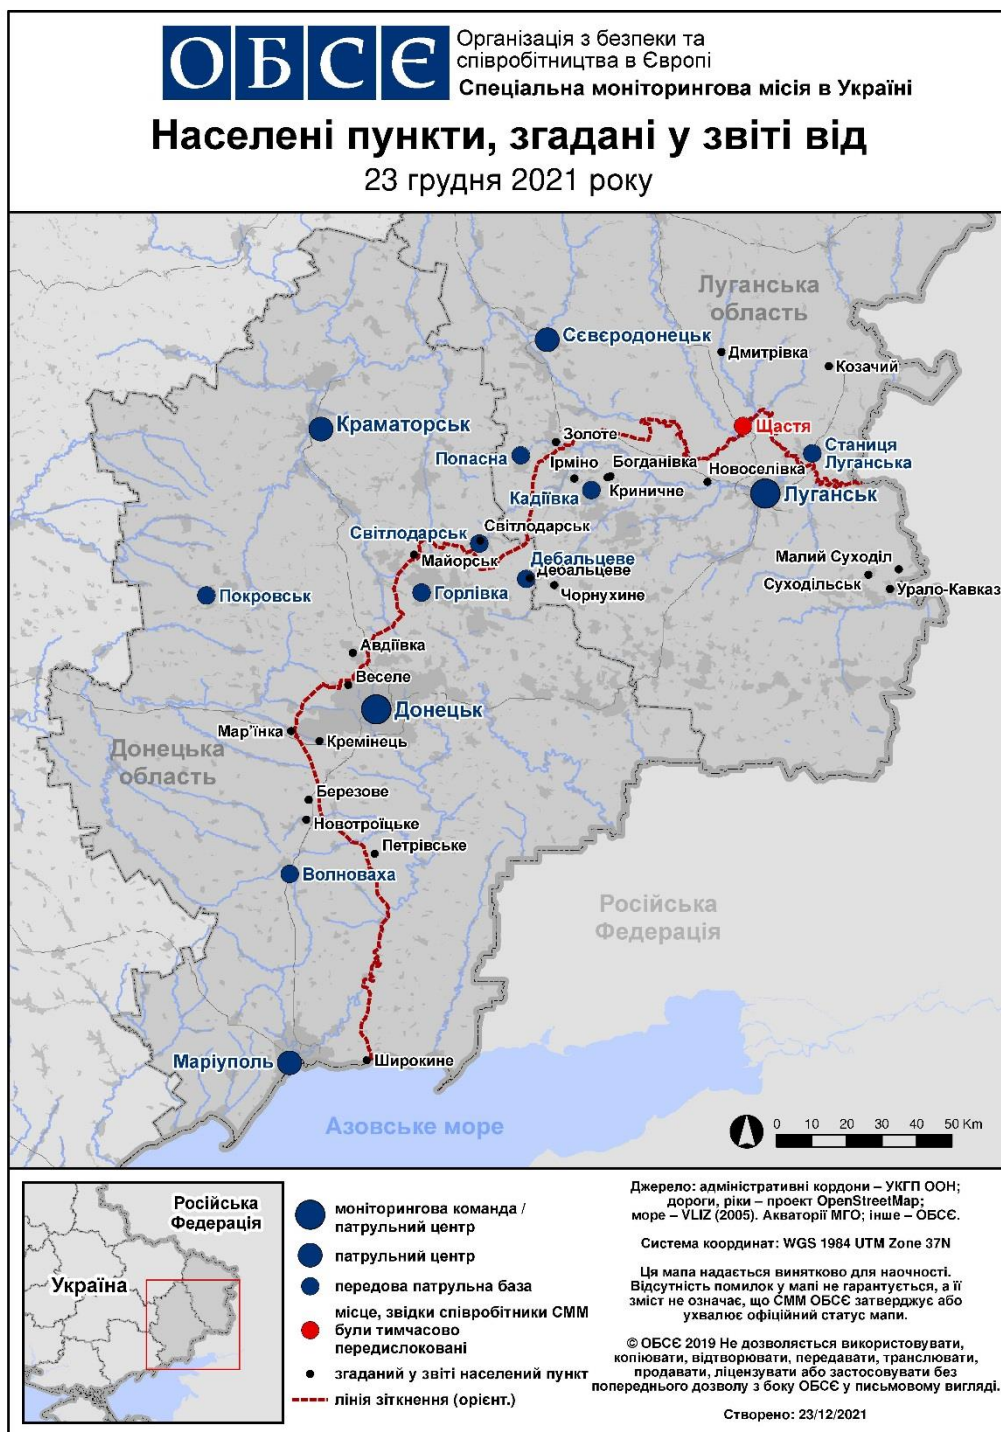 ОБСЄ
Організація з безпеки та
співробітництва в Європі
Спеціальна моніторингова місія в Україні
Населені пункти, згадані у звіті від
23 грудня 2021 року
Луганська
область
Сєвєродонецьк
Дмитрівка
Козачий
Краматорськ
Щастя
Золоте
Станиця
Луганська
Попасна
Ірміно
Богданівка
Новоселівка
Кадіївка
Криничне
Луганськ
Світлодарськ
Світлодарськ
Майорськ
Дебальцеве
Дебальцеве
Малий Суходіл
Суходільськ
Урало-Кавказ
Покровськ
Горлівка
Чорнухине
Авдіївка
Веселе
Донецьк
Мар’їнка
Кремінець
Донецька
область
Березове
Новотроїцьке
Петрівське
Волноваха
Російська
Федерація
Маріуполь
Широкине
Азовське море
0 10 20 30 40 50 Km
Російська
Федерація
Україна
моніторингова команда /
патрульний центр
патрульний центр
передова патрульна база
місце, звідки співробітники СММ
були тимчасово
передислоковані
згаданий у звіті населений пункт
лінія зіткнення (орієнт.)
Джерело: адміністративні кордони – УКГП ООН;
дороги, ріки – проект OpenStreetMap;
море – VLIZ (2005). Акваторії МГО; інше – ОБСЄ.
Система координат: WGS 1984 UTM Zone 37N
Ця мапа надається винятково для наочності.
Відсутність помилок у мапі не гарантується, а її
зміст не означає, що СММ ОБСЄ затверджує або
ухвалює офіційний статус мапи.
© ОБСЄ 2019 Не дозволяється використовувати,
копіювати, відтворювати, передавати, транслювати,
продавати, ліцензувати або застосовувати без
попереднього дозволу з боку ОБСЄ у письмовому вигляді.
Створено: 23/12/2021